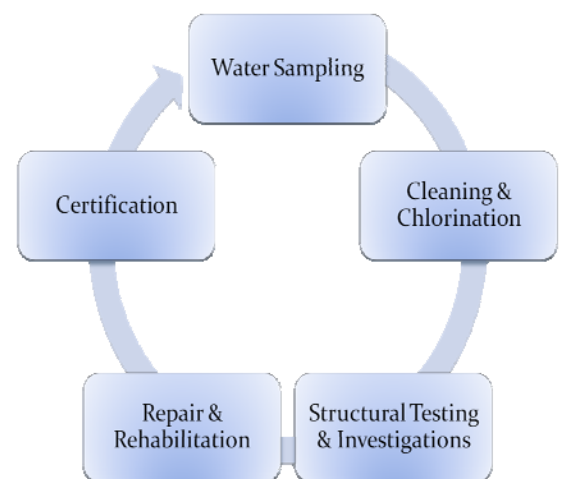 Water Sampling
Cleaning &
Chlorination
Structural Testing
& Investigations
Repair &
Rehabilitation
Certification